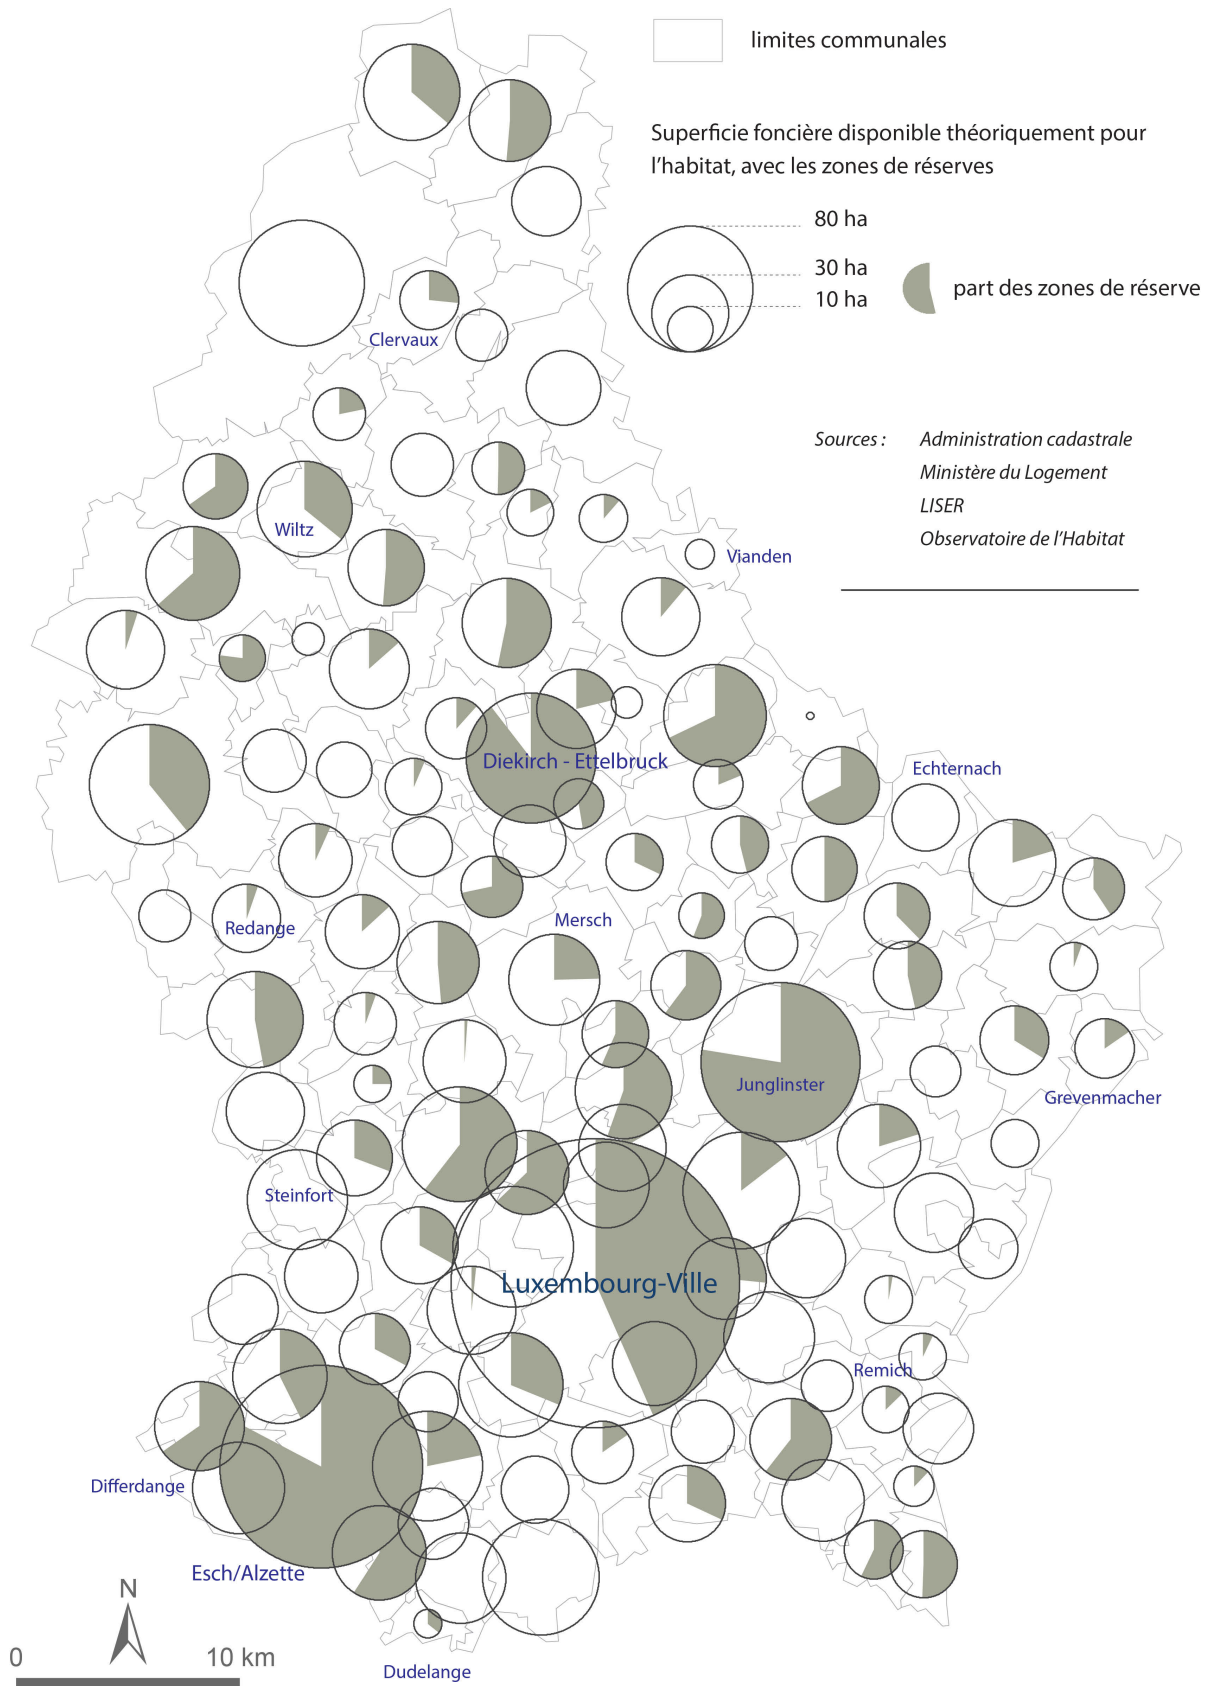 limites communales
Superficie foncière disponible théoriquement pour
l'habitat, avec les zones de réserves
80 ha
30 ha
10 ha
part des zones de réserve
Clervaux
Sources : Administration cadastrale
Ministère du Logement
LISER
Observatoire de l'Habitat
Wiltz
Vianden
Diekirch - Ettelbruck
Echternach
Redange
Mersch
Junglinster
Grevenmacher
Steinfort
Luxembourg-Ville
Remich
Differdange
Esch/Alzette
N
0 10 km
Dudelange